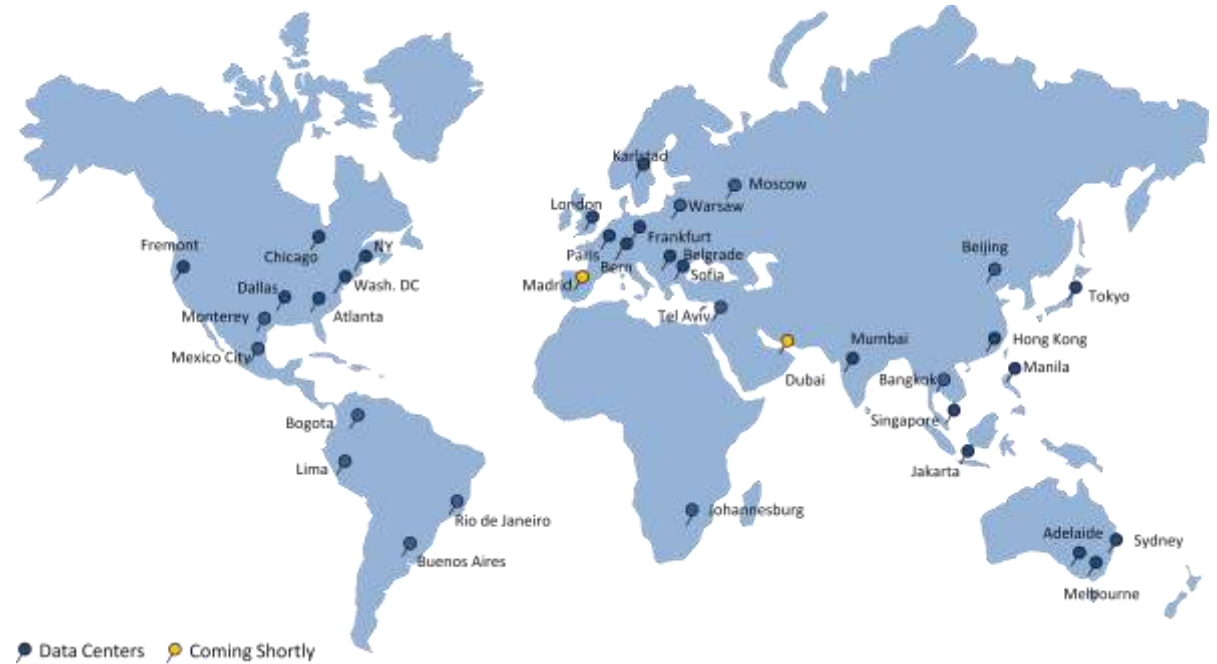 Karlstad
Moscow
London
Warsaw
Frankfurt
Paris
Bern
Belgrade
Sofia
Madrid
Tel Aviv
Fremont
Chicago
NY
Dallas
Wash. DC
Monterey
Atlanta
Mexico City
Beijing
Tokyo
Mumbai
Hong Kong
Dubai
Bangkok
Manila
Singapore
Jakarta
Bogota
Lima
Rio de Janeiro
Buenos Aires
Johannesburg
Adelaide
Sydney
Melbourne
Data Centers
Coming Shortly